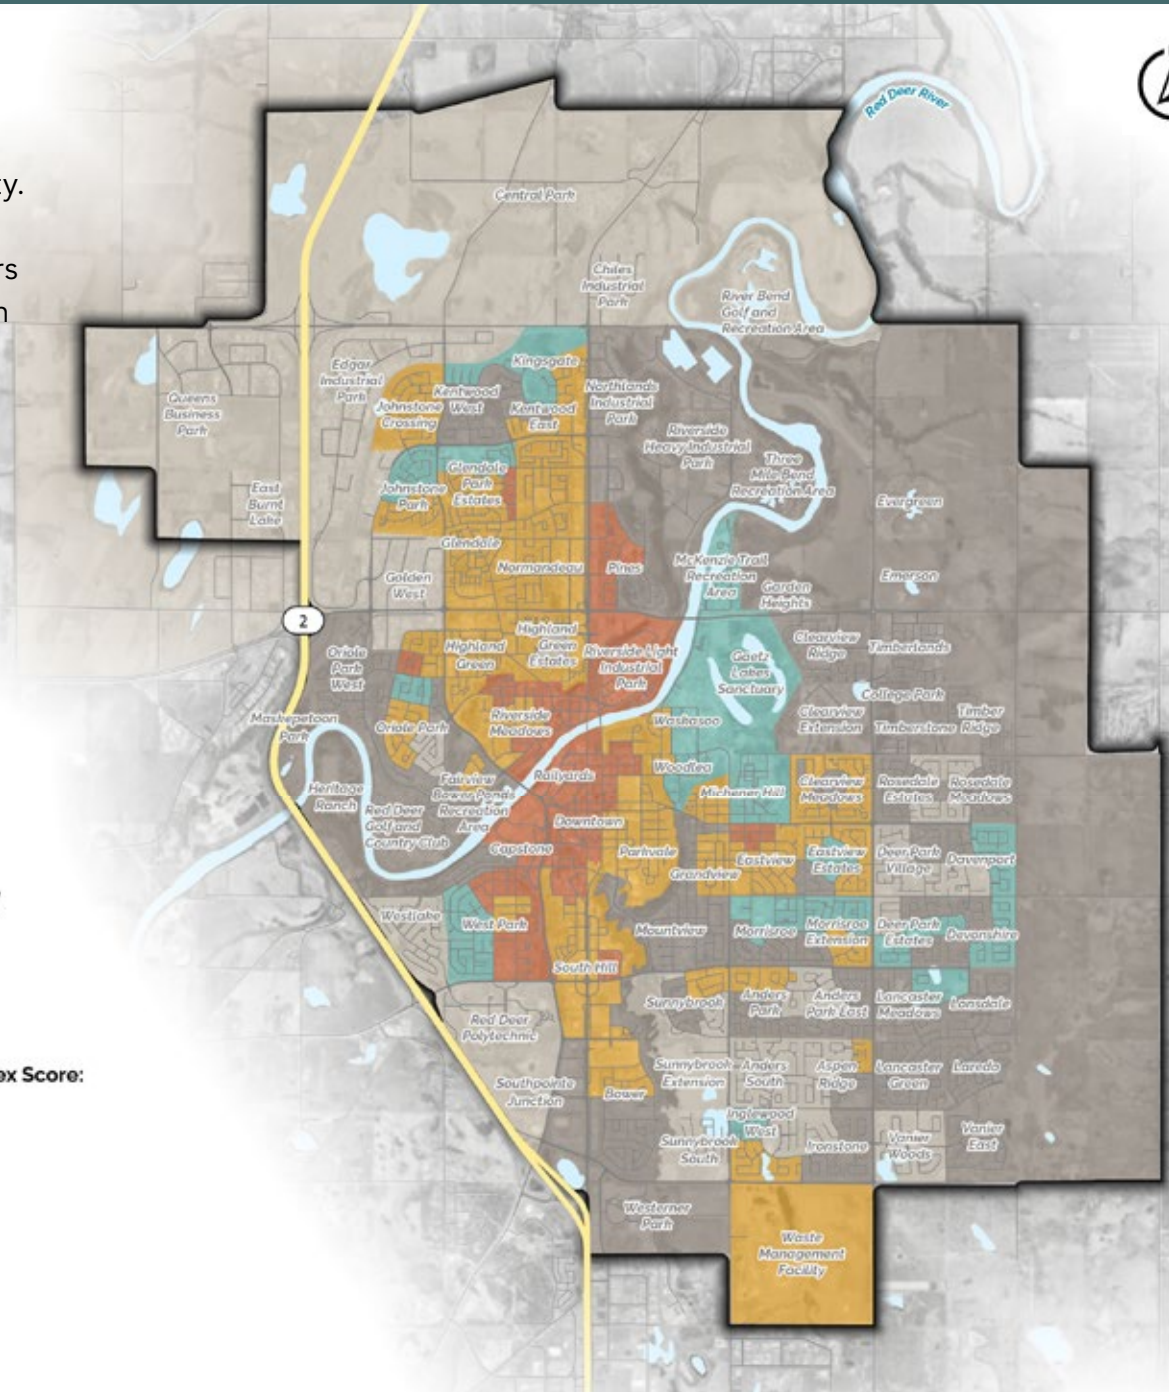 Red Deer River
ty.
Central Park
rs
n
Chiles
Industrial
Park
River Bend
Golf and
Recreation Area
Edgar
Industrial
Park
Kingsgate
Queens
Business
Park
Johnstone
Crossing
Kentwood
West
Kentwood
East
Northlands
Industrial
Park
Riverside
Heavy Industrial
Park
Three
Mile Bend
Recreation Area
Glendale
Park
Estates
Johnstone
Park
East
Burnt
Lake
Evergreen
Glendale
Golden
West
Normandeau
Pines
McKenzie Trail
Recreation
Area
Garden
Heights
Emerson
2
Oriole
Park
West
Highland
Green
Highland
Green
Estates
Riverside Light
Industrial
Park
Gaetz
Lakes
Sanctuary
Clearview
Ridge
Timberlands
College Park
Maskepetoon
Park
Oriole Park
Riverside
Meadows
Waskasoo
Clearview
Extension
Timberstone
Timber
Ridge
Heritage
Ranch
Fairview
Bower Ponds
Recreation
Area
Railyards
Woodlea
Michener Hill
Clearview
Meadows
Rosedale
Estates
Rosedale
Meadows
Red Deer
Golf and
Country Club
Capstone
Downtown
Parkvale
Grandview
Eastview
Eastview
Estates
Deer Park
Village
Davenport
Westlake
West Park
Mountview
Morrisroe
Morrisroe
Extension
Deer Park
Estates
Devonshire
South Hill
Sunnybrook
Anders
Park
Anders
Park East
Lancaster
Meadows
Lonsdale
Red Deer
Polytechnic
ex Score:
Southpointe
Junction
Bower
Sunnybrook
Extension
Anders
South
Aspen
Ridge
Lancaster
Green
Laredo
Sunnybrook
South
Inglewood
West
Ironstone
Vanier
Woods
Vanier
East
Westerner
Park
Waste
Management
Facility